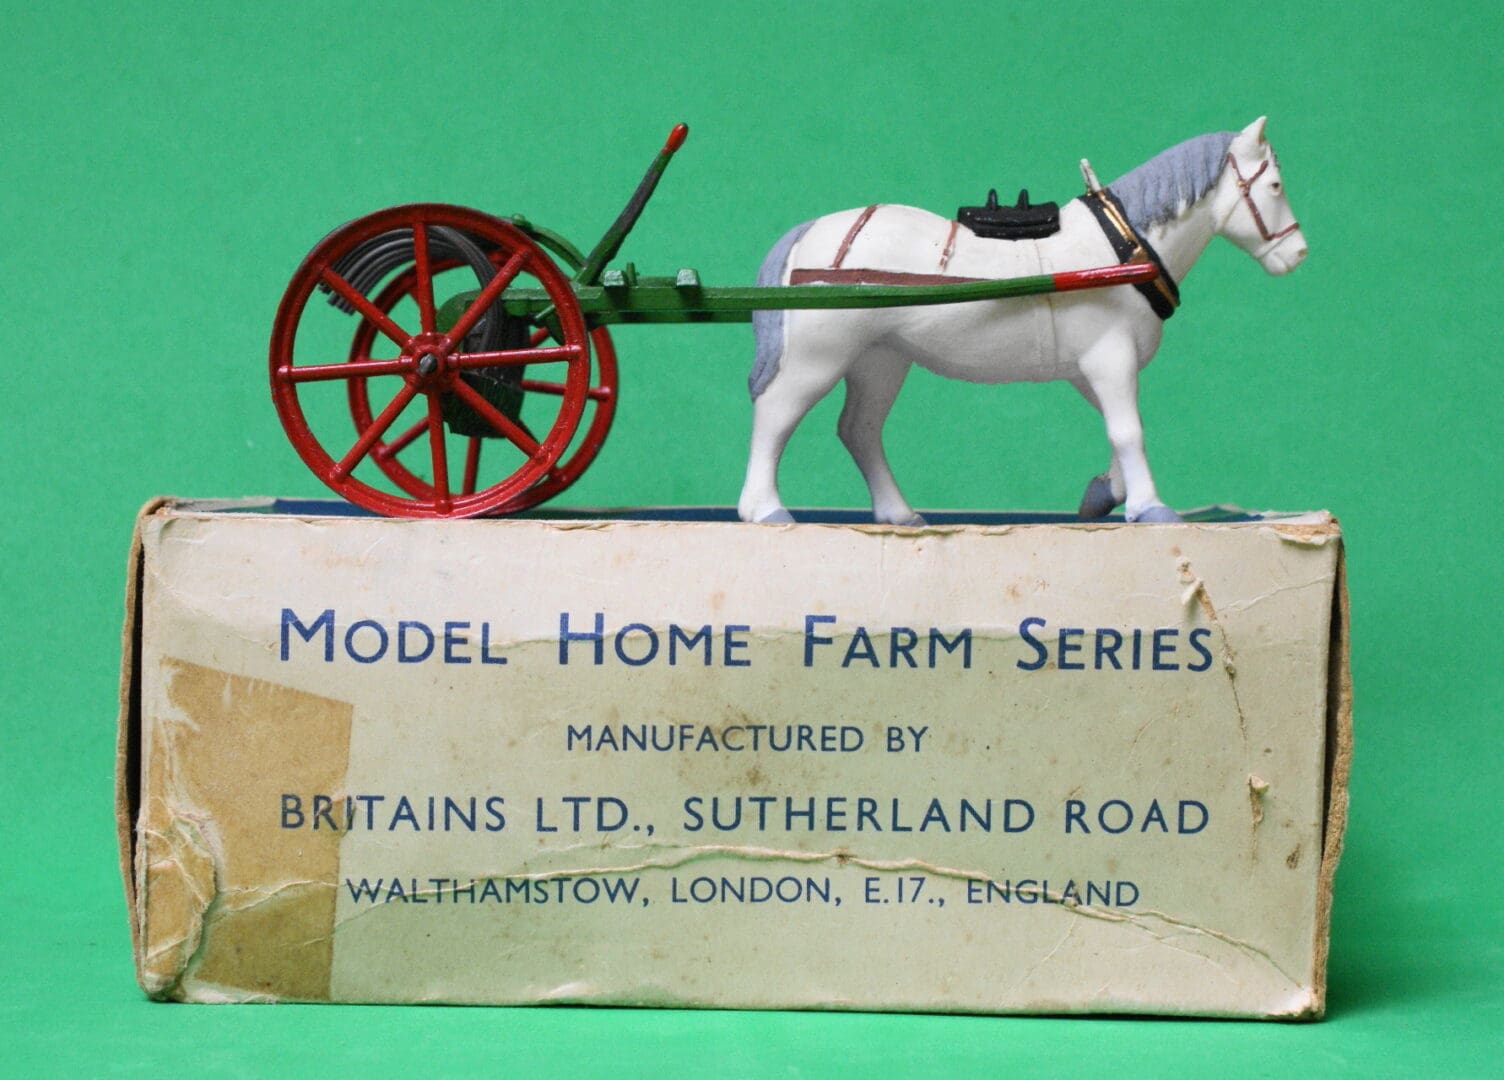 MODEL HOME FARM SERIES
MANUFACTURED BY
BRITAINS LTD., SUTHERLAND ROAD
WALTHAMSTOW, LONDON, E.17., ENGLAND